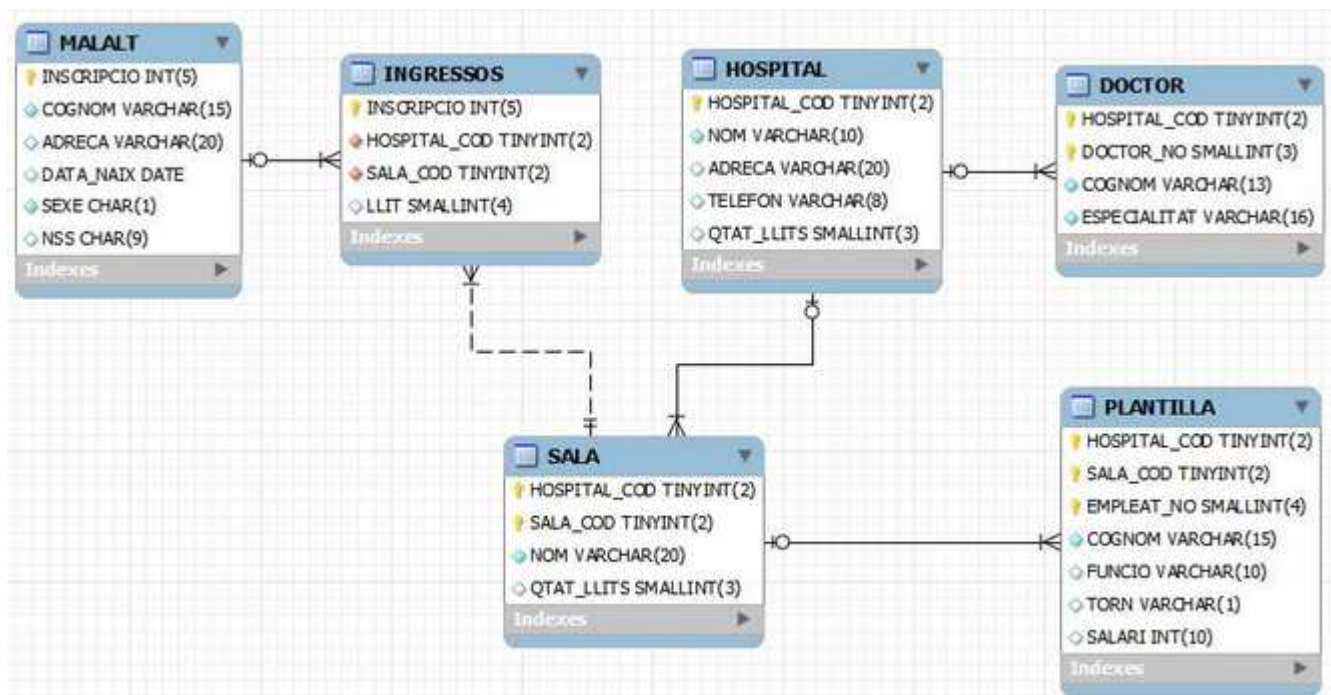 MALALT
INSCRIPCIO INT(5)
COGNOM VARCHAR(15)
ADRECA VARCHAR(20)
DATA_NAIX DATE
SEXE CHAR(1)
NSS CHAR(9)
Indexes
INGRESSOS
INSCRIPCIO INT(5)
HOSPITAL_COD TINYINT(2)
SALA_COD TINYINT(2)
LLIT SMALLINT(4)
Indexes
HOSPITAL
HOSPITAL_COD TINYINT(2)
NOM VARCHAR(10)
ADRECA VARCHAR(20)
TELEFON VARCHAR(8)
QTAT_LLITS SMALLINT(3)
Indexes
DOCTOR
HOSPITAL_COD TINYINT(2)
DOCTOR_NO SMALLINT(3)
COGNOM VARCHAR(13)
ESPECIALITAT VARCHAR(16)
Indexes
SALA
HOSPITAL_COD TINYINT(2)
SALA_COD TINYINT(2)
NOM VARCHAR(20)
QTAT_LLITS SMALLINT(3)
Indexes
PLANTILLA
HOSPITAL_COD TINYINT(2)
SALA_COD TINYINT(2)
EMPLEAT_NO SMALLINT(4)
COGNOM VARCHAR(15)
FUNCIO VARCHAR(10)
TORN VARCHAR(1)
SALARI INT(10)
Indexes